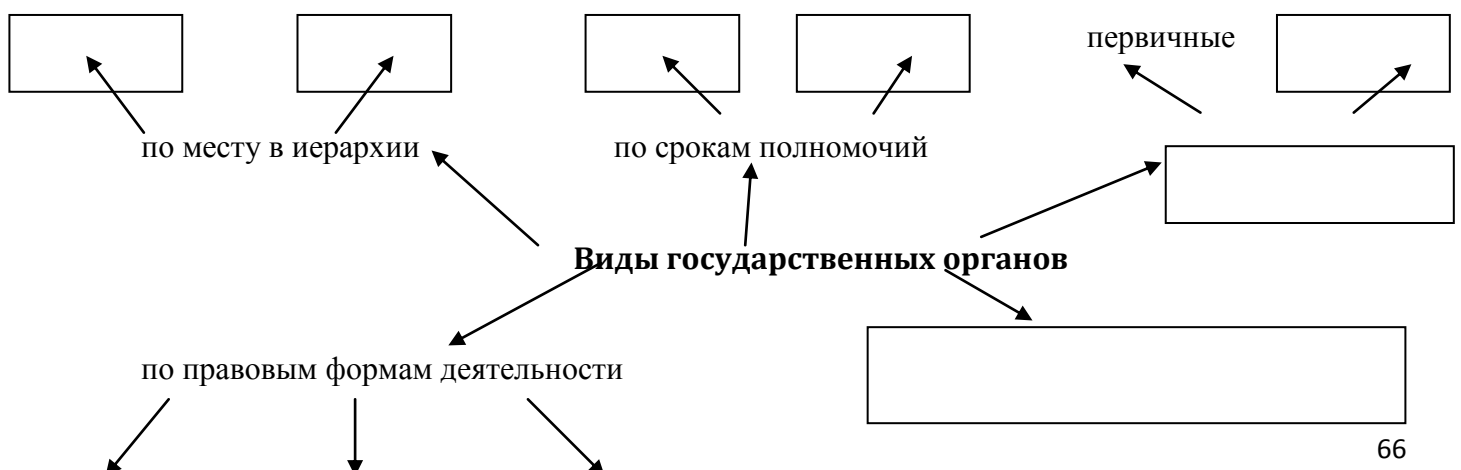 первичные
по месту в иерархии
по срокам полномочий
Виды государственных органов
по правовым формам деятельности
66